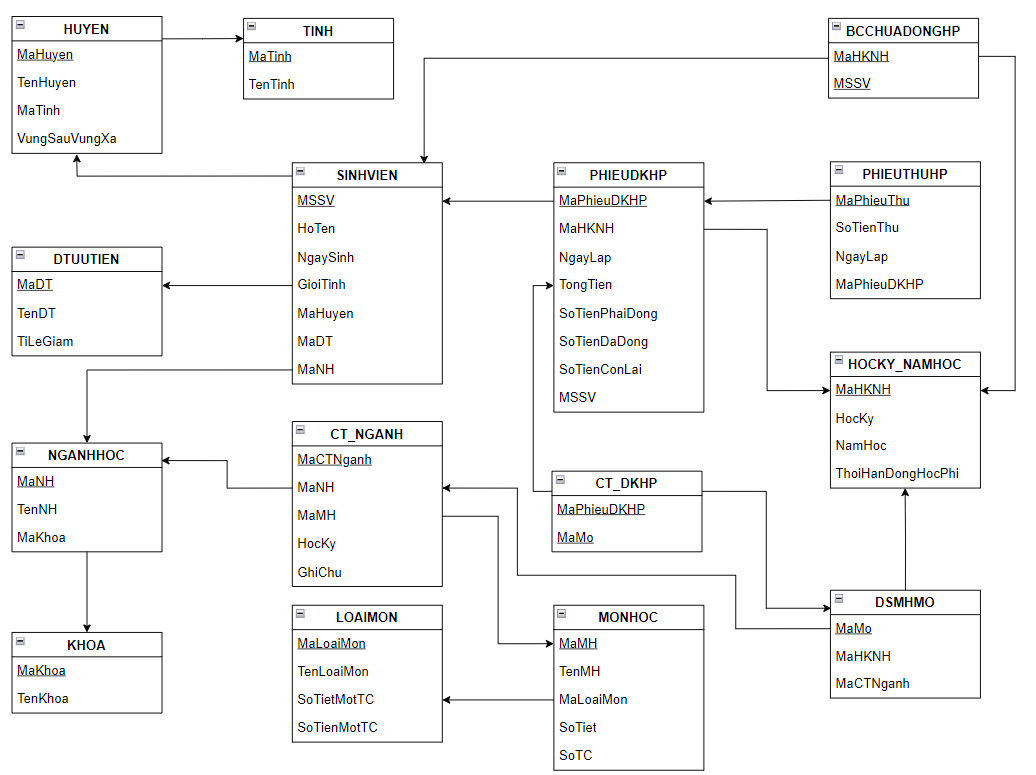 HUYEN
MaHuyen
TenHuyen
MaTinh
VungSauVungXa
TINH
MaTinh
TenTinh
BCCHUADONGHP
MaHKNH
MSSV
SINHVIEN
MSSV
HoTen
NgaySinh
GioiTinh
MaHuyen
MaDT
MaNH
PHIEUDKHP
MaPhieuDKHP
MaHKNH
NgayLap
TongTien
SoTienPhaiDong
SoTienDaDong
SoTienConLai
MSSV
PHIEUTHUHP
MaPhieuThu
SoTienThu
NgayLap
MaPhieuDKHP
DTUUTIEN
MaDT
TenDT
TiLeGiam
HOCKY_NAMHOC
MaHKNH
HocKy
NamHoc
ThoiHanDongHocPhi
NGANHHOC
MaNH
TenNH
MaKhoa
CT_NGANH
MaCTNganh
MaNH
MaMH
HocKy
GhiChu
CT_DKHP
MaPhieuDKHP
MaMo
DSMHMO
MaMo
MaHKNH
MaCTNganh
KHOA
MaKhoa
TenKhoa
LOAIMON
MaLoaiMon
TenLoaiMon
SoTietMotTC
SoTienMotTC
MONHOC
MaMH
TenMH
MaLoaiMon
SoTiet
SoTC